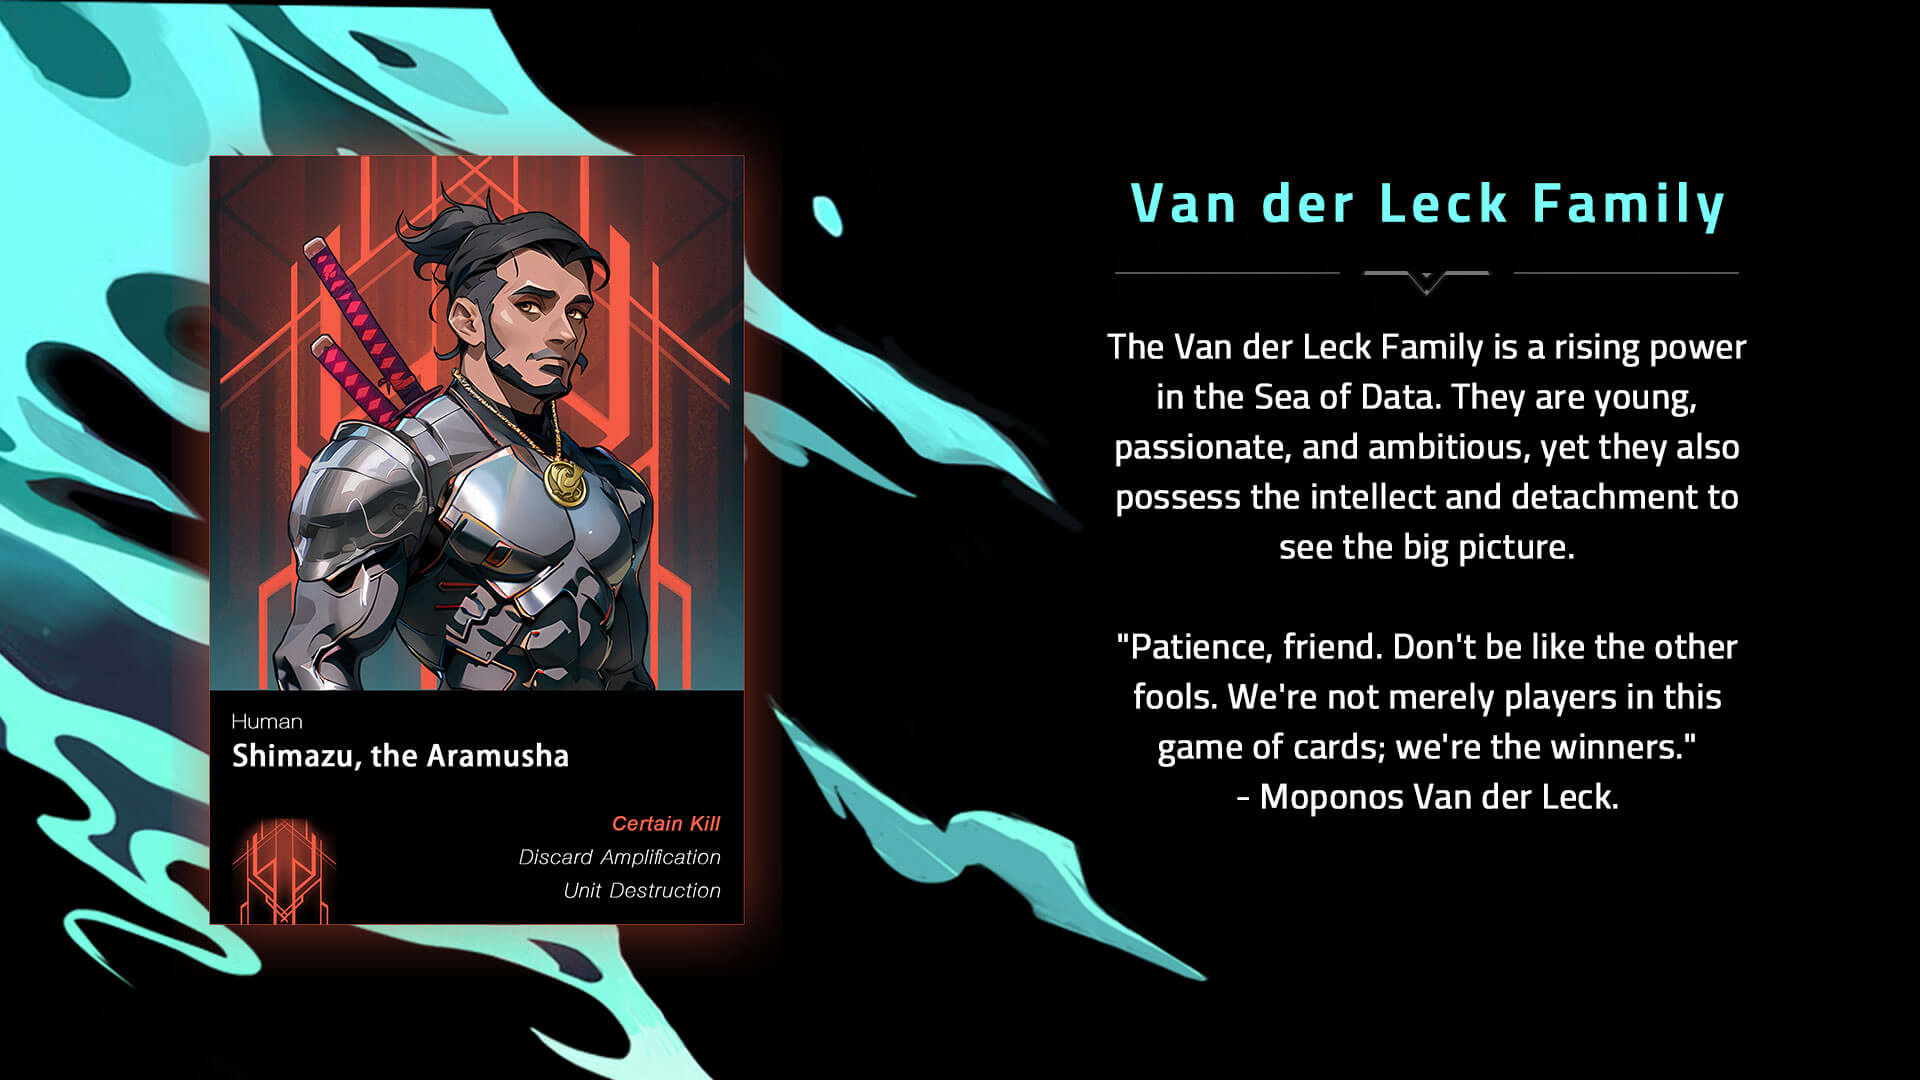 Human
Shimazu, the Aramusha
Certain Kill
Discard Amplification
Unit Destruction
Van der Leck Family
The Van der Leck Family is a rising power
in the Sea of Data. They are young,
passionate, and ambitious, yet they also
possess the intellect and detachment to
see the big picture.
"Patience, friend. Don't be like the other
fools. We're not merely players in this
game of cards; we're the winners."
- Moponos Van der Leck.